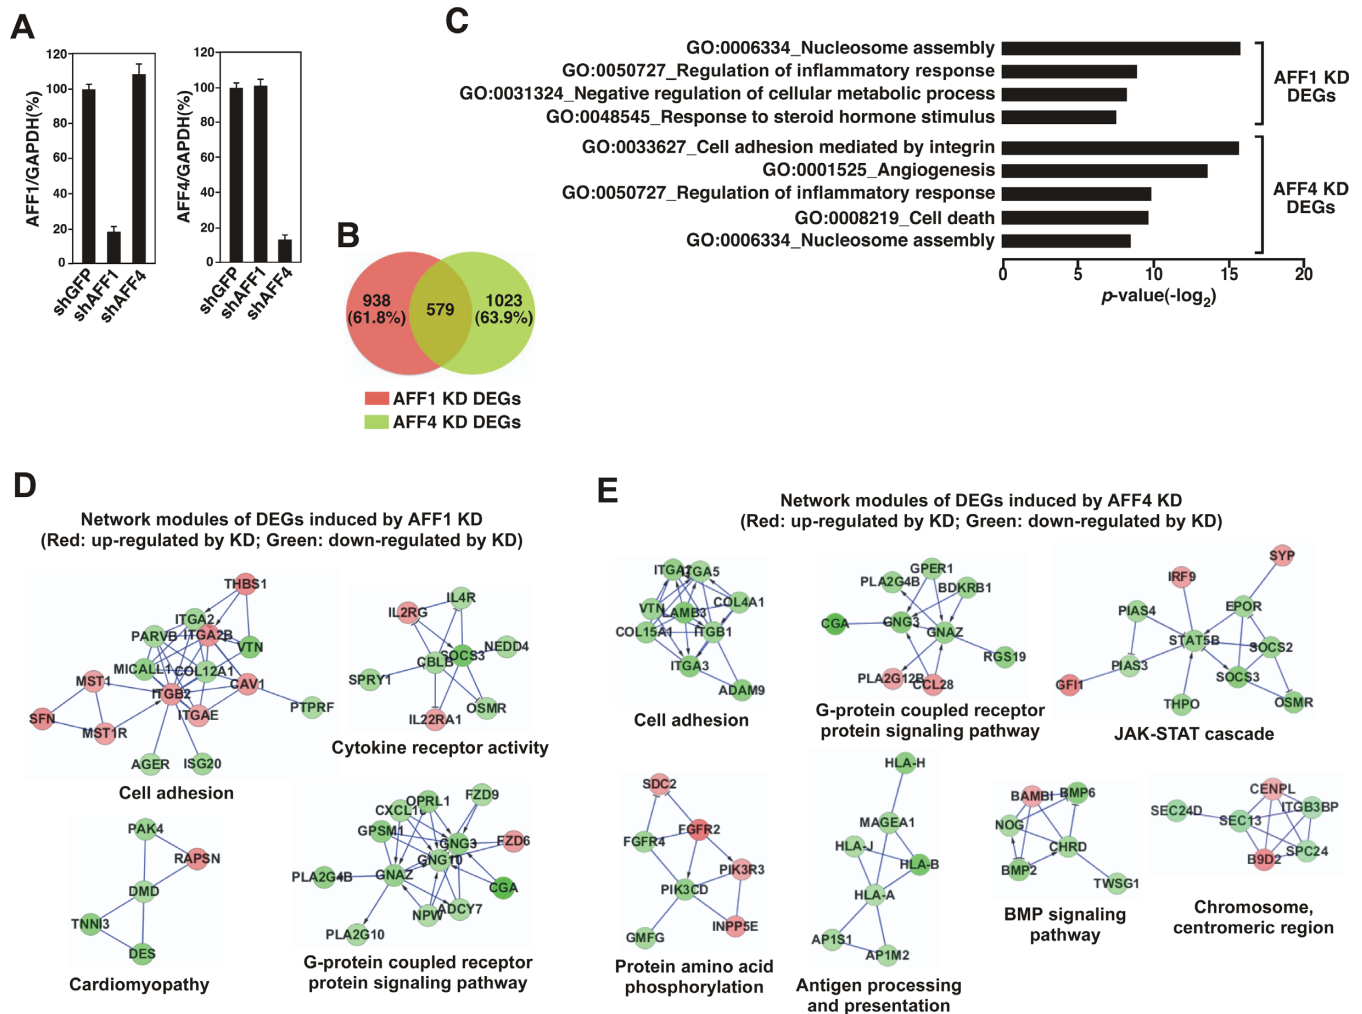 A
120
100
80
60
40
20
0
AFF1/GAPDH(%)
shGFP
shAFF1
shAFF4
120
100
80
60
40
20
0
AFF4/GAPDH(%)
shGFP
shAFF1
shAFF4
B
938
(61.8%)
579
1023
(63.9%)
AFF1 KD DEGs
AFF4 KD DEGs
C
GO:0006334_Nucleosome assembly
GO:0050727_Regulation of inflammatory response
GO:0031324_Negative regulation of cellular metabolic process
GO:0048545_Response to steroid hormone stimulus
AFF1 KD
DEGs
GO:0033627_Cell adhesion mediated by integrin
GO:0001525_Angiogenesis
GO:0050727_Regulation of inflammatory response
GO:0008219_Cell death
GO:0006334_Nucleosome assembly
AFF4 KD
DEGs
0 5 10 15 20
p-value(-log2)
D
Network modules of DEGs induced by AFF1 KD
(Red: up-regulated by KD; Green: down-regulated by KD)
THBS1
ITGA2
PARVB
ITGA2B
VTN
MICALL1
COL12A1
MST1
ITGB2
CAV1
SFN
MST1R
ITGAE
PTPRF
AGER
ISG20
Cell adhesion
IL4R
IL2RG
CBLB
SOCS3
NEDD4
SPRY1
OSMR
IL22RA1
Cytokine receptor activity
PAK4
RAPSN
DMD
TNNI3
DES
Cardiomyopathy
FZD9
OPRL1
GPSM1
GNG3
FZD6
GNG10
PLA2G4B
GNAZ
CGA
NPW
ADCY7
PLA2G10
G-protein coupled receptor
protein signaling pathway
E
Network modules of DEGs induced by AFF4 KD
(Red: up-regulated by KD; Green: down-regulated by KD)
ITGA5
VTN
LAMB3
COL4A1
COL15A1
ITGB1
ITGA3
ADAM9
Cell adhesion
GPER1
PLA2G4B
BDKRB1
CGA
GNG3
GNAZ
RGS19
PLA2G12B
CCL28
G-protein coupled receptor
protein signaling pathway
SYP
IRF9
PIAS4
EPOR
STAT5B
SOCS2
PIAS3
SOCS3
GFI1
THPO
OSMR
JAK-STAT cascade
SDC2
FGFR2
FGFR4
PIK3R3
PIK3CD
INPP5E
GMFG
Protein amino acid
phosphorylation
HLA-H
MAGEA1
HLA-J
HLA-B
HLA-A
AP1S1
AP1M2
Antigen processing
and presentation
BAMBI
BMP6
NOG
CHRD
BMP2
TWSG1
BMP signaling
pathway
CENPL
SEC24D
ITGB3BP
SEC13
SPC24
B9D2
Chromosome,
centromeric region